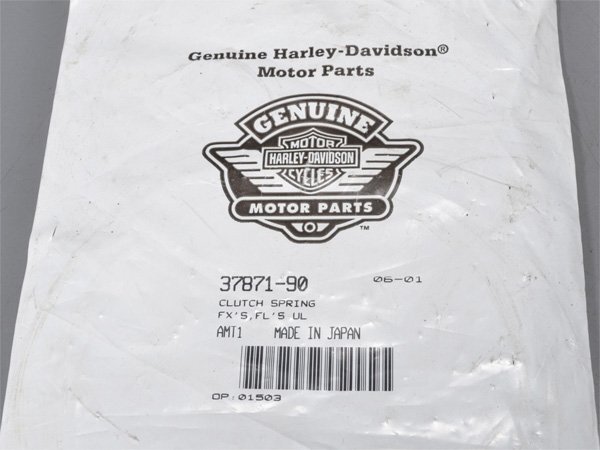 Genuine Harley-Davidson®
Motor Parts
GENUINE
MOTOR
HARLEY-DAVIDSON
CYCLES
MOTOR PARTS
TM
37871-90 06-01
CLUTCH SPRING
FX'S,FL'S UL
AMT1 MADE IN JAPAN
OP:01503